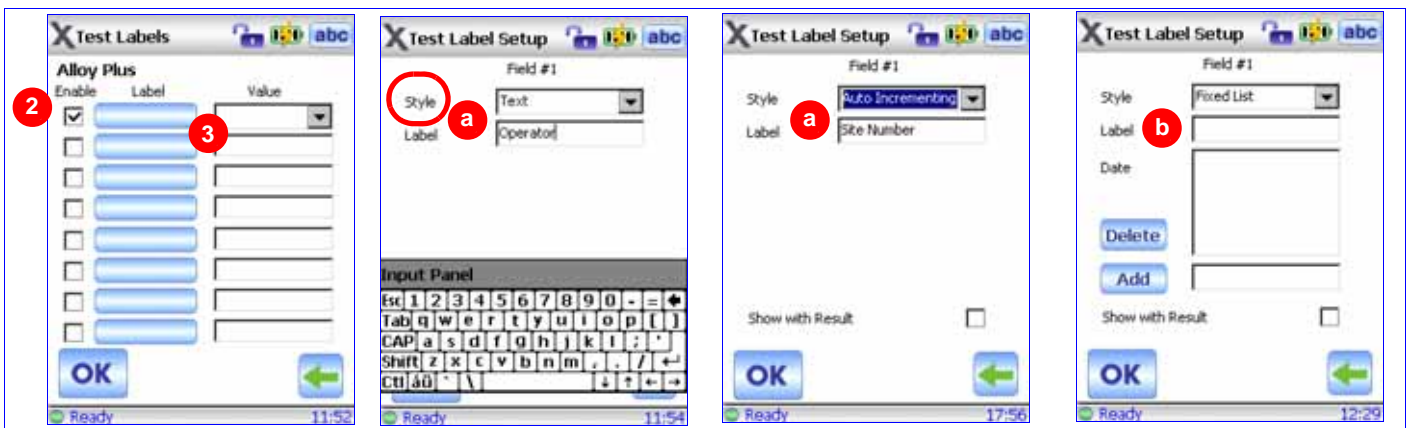 Test Labels abc
Alloy Plus
Enable Label Value
2
3
OK
Ready 11:52
Test Label Setup abc
Field #1
Style Text
a
Label Operator
Input Panel
Esc 1 2 3 4 5 6 7 8 9 0 - =
Tab q w e r t y u i o p [ ]
CAP a s d f g h j k l ; '
Shift z x c v b n m , . /
Ctl áü ` \
Ready 11:54
Test Label Setup abc
Field #1
Style Auto Incrementing
a
Label Site Number
Show with Result
OK
Ready 17:56
Test Label Setup abc
Field #1
Style Fixed List
Label b
Date
Delete
Add
Show with Result
OK
Ready 12:29